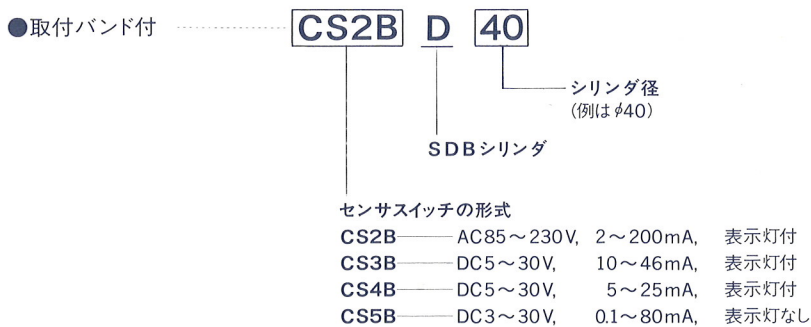 ●取付バンド付 CS2B D 40
シリンダ径
(例はφ40)
SDBシリンダ
センサスイッチの形式
CS2B AC85～230V, 2～200mA, 表示灯付
CS3B DC5～30V, 10～46mA, 表示灯付
CS4B DC5～30V, 5～25mA, 表示灯付
CS5B DC3～30V, 0.1～80mA, 表示灯なし